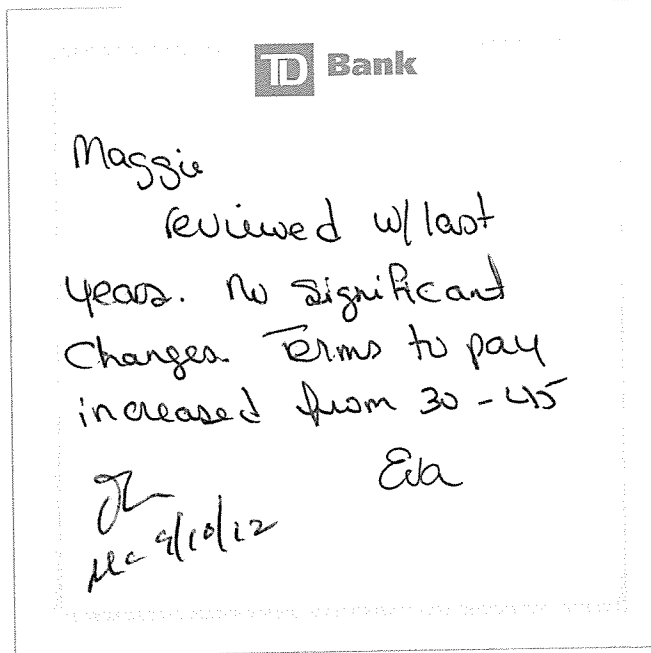 TD Bank
Maggie
reviewed w/ last
years. No significant
Changes. Terms to pay
increased from 30 - 45
Eva
9/10/12